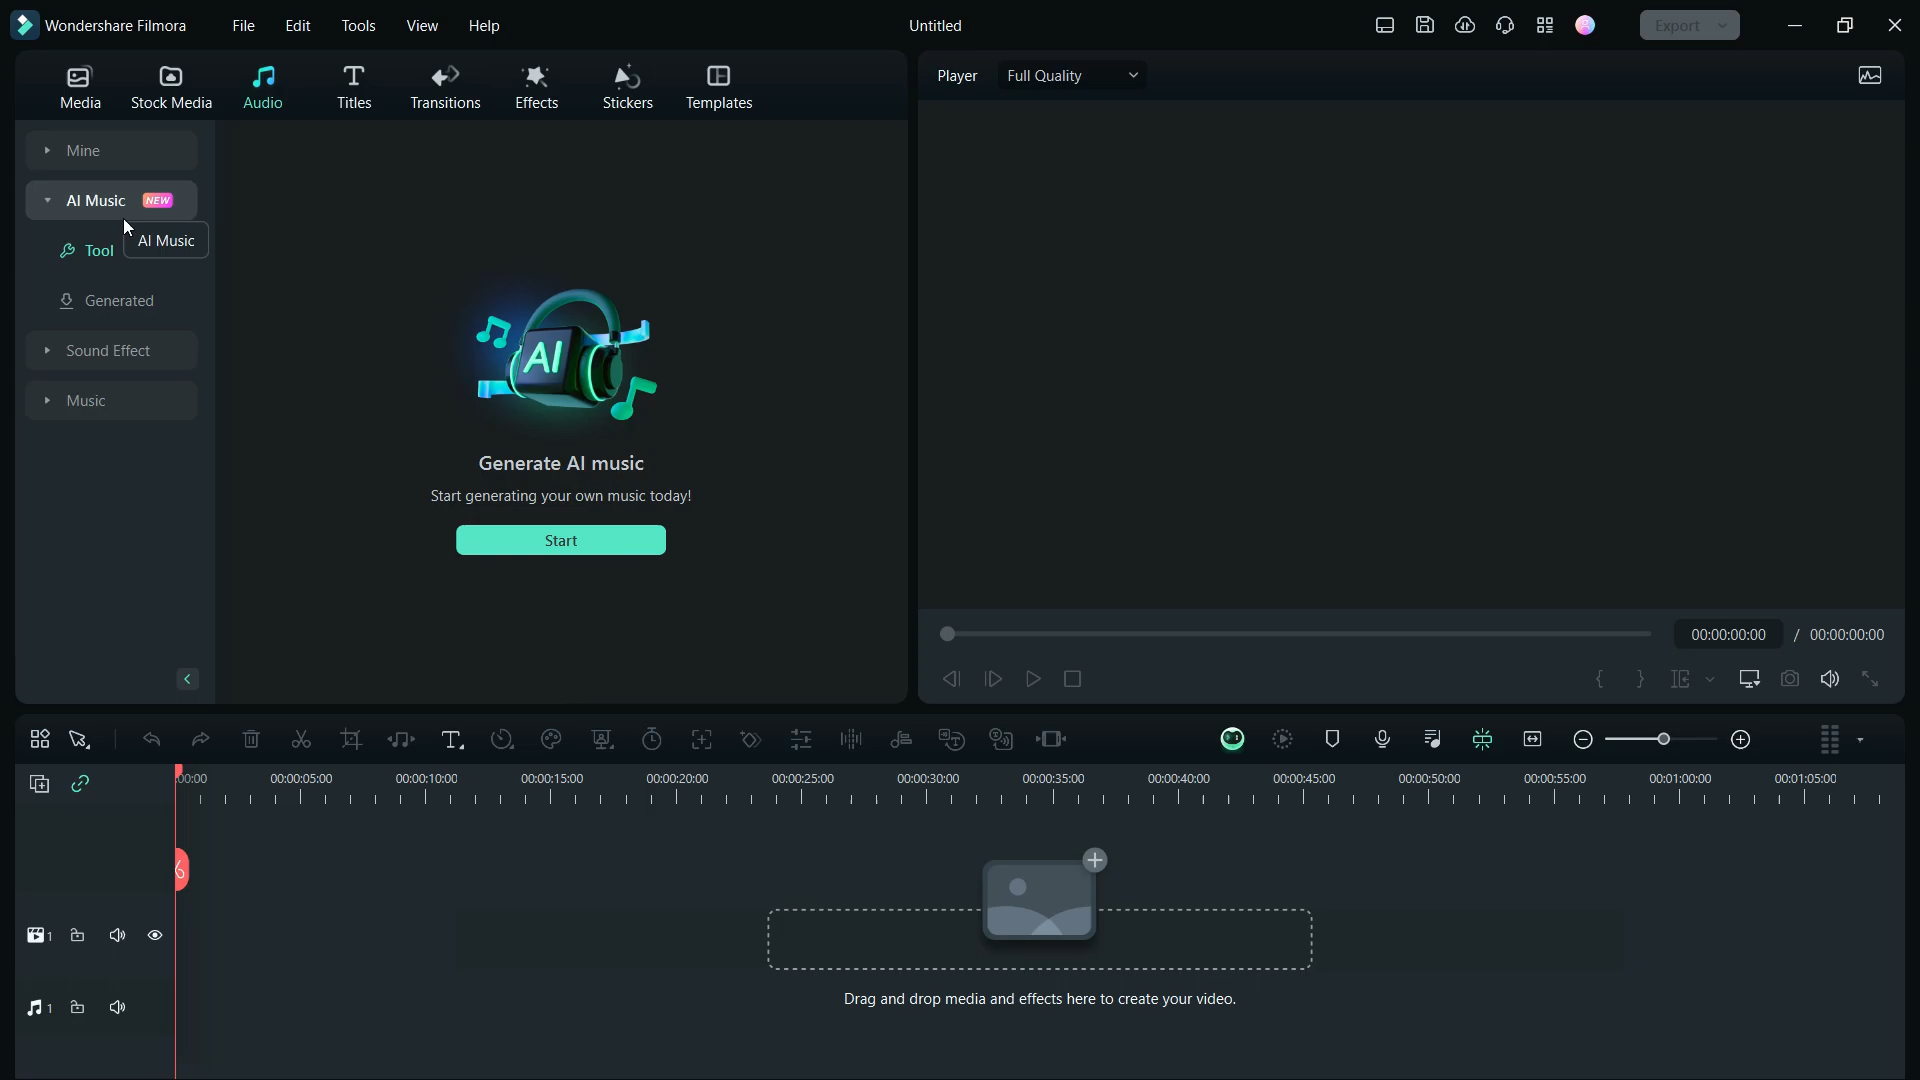 Wondershare Filmora File Edit Tools View Help Untitled Export
Media Stock Media Audio Titles Transitions Effects Stickers Templates
Player Full Quality
Mine
AI Music NEW
AI Music
Tool
Generated
Sound Effect
Music
AI
Generate AI music
Start generating your own music today!
Start
00:00:00:00 / 00:00:00:00
:00:00 00:00:05:00 00:00:10:00 00:00:15:00 00:00:20:00 00:00:25:00 00:00:30:00 00:00:35:00 00:00:40:00 00:00:45:00 00:00:50:00 00:00:55:00 00:01:00:00 00:01:05:00
1
Drag and drop media and effects here to create your video.
1